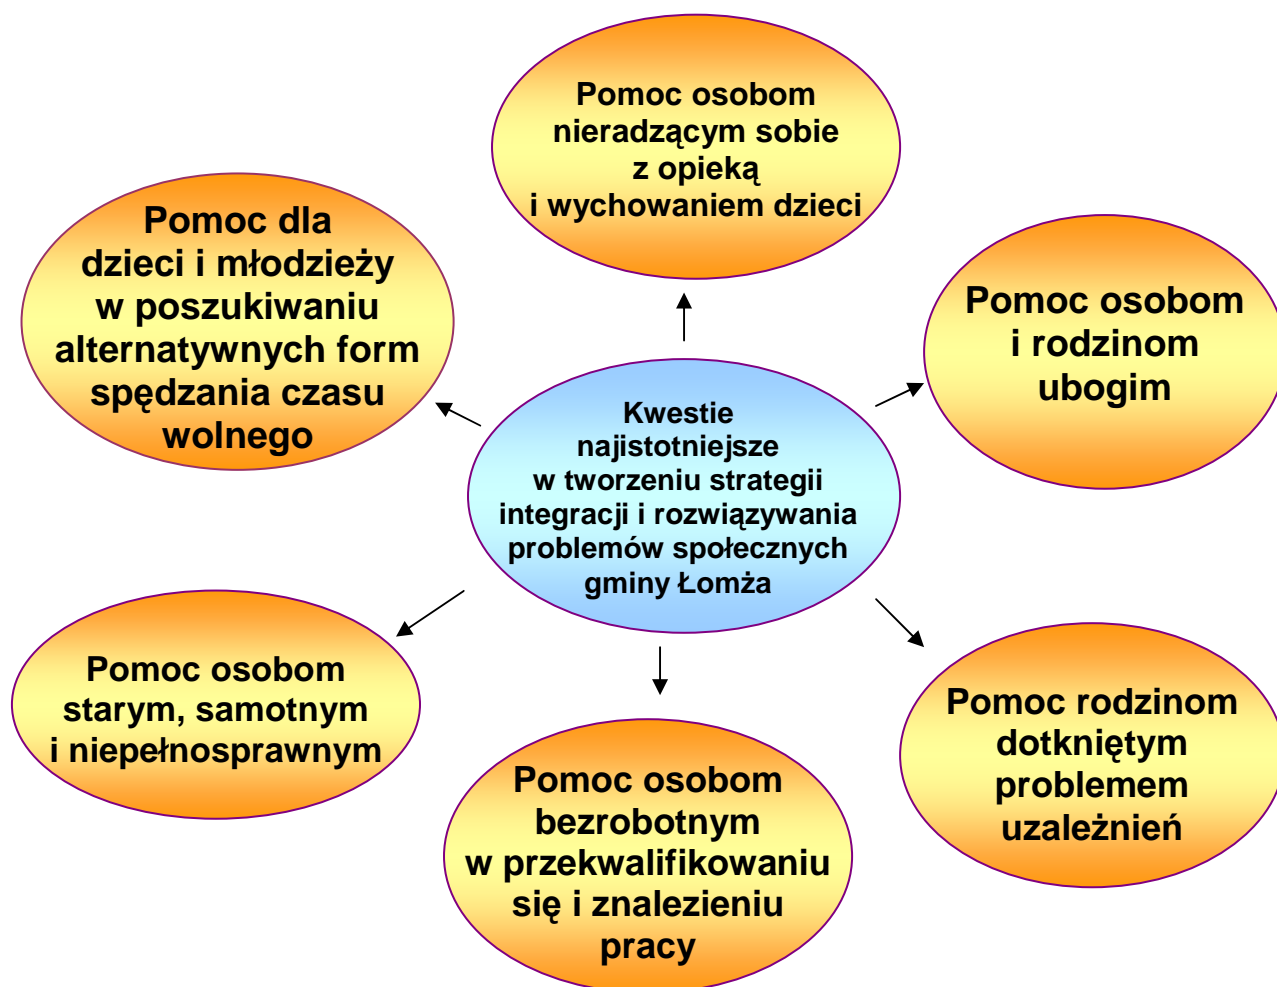 Pomoc osobom
nieradzącym sobie
z opieką
i wychowaniem dzieci
Pomoc dla
dzieci i młodzieży
w poszukiwaniu
alternatywnych form
spędzania czasu
wolnego
Pomoc osobom
i rodzinom
ubogim
Kwestie
najistotniejsze
w tworzeniu strategii
integracji i rozwiązywania
problemów społecznych
gminy Łomża
Pomoc osobom
starym, samotnym
i niepełnosprawnym
Pomoc rodzinom
dotkniętym
problemem
uzależnień
Pomoc osobom
bezrobotnym
w przekwalifikowaniu
się i znalezieniu
pracy